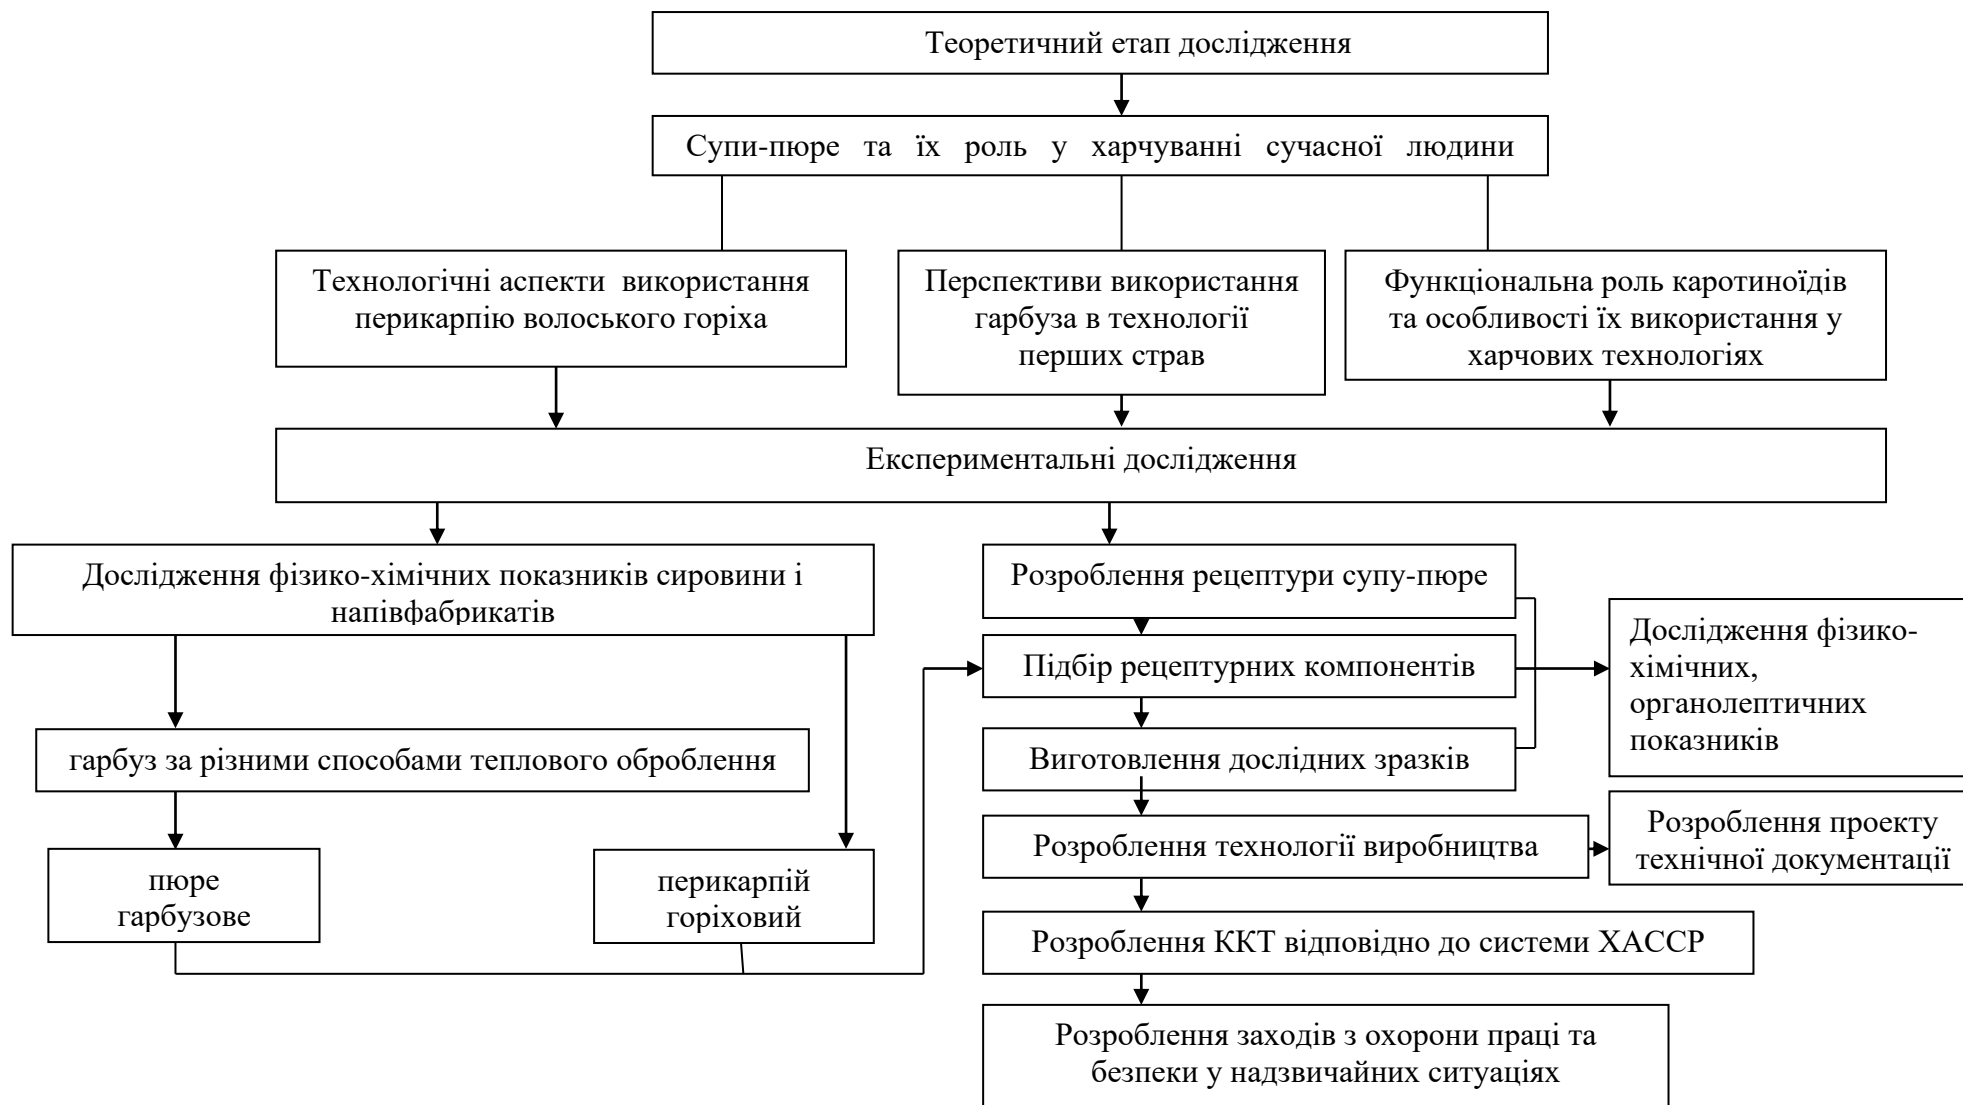 Теоретичний етап дослідження
Супи-пюре та їх роль у харчуванні сучасної людини
Технологічні аспекти використання
перикарпію волоського горіха
Перспективи використання
гарбуза в технології
перших страв
Функціональна роль каротиноїдів
та особливості їх використання у
харчових технологіях
Експериментальні дослідження
Дослідження фізико-хімічних показників сировини і
напівфабрикатів
гарбуз за різними способами теплового оброблення
пюре
гарбузове
перикарпій
горіховий
Розроблення рецептури супу-пюре
Підбір рецептурних компонентів
Виготовлення дослідних зразків
Дослідження фізико-
хімічних,
органолептичних
показників
Розроблення технології виробництва
Розроблення проекту
технічної документації
Розроблення ККТ відповідно до системи ХАССР
Розроблення заходів з охорони праці та
безпеки у надзвичайних ситуаціях